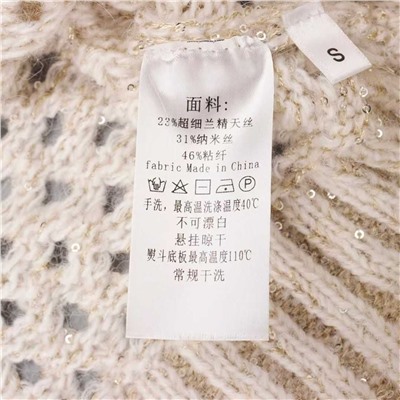 面料:
23%超细兰精天丝
31%纳米丝
46%粘纤
fabric Made in China
手洗,最高温洗涤温度40℃
不可漂白
悬挂晾干
熨斗底板最高温度110℃
常规干洗
S